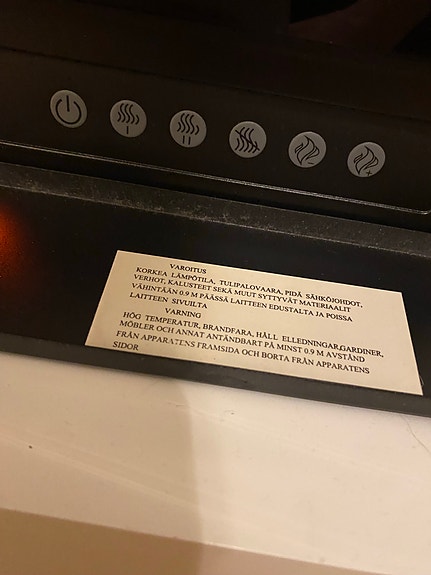 I
II
-
+
VAROITUS
KORKEA LÄMPÖTILA, TULIPALOVAARA, PIDÄ SÄHKÖJOHDOT,
VERHOT, KALUSTEET SEKÄ MUUT SYTTYVÄT MATERIAALIT
VÄHINTÄÄN 0.9 M PÄÄSSÄ LAITTEEN EDUSTALTA JA POISSA
LAITTEEN SIVUILTA
VARNING
HÖG TEMPERATUR, BRANDFARA, HÅLL ELLEDNINGAR,GARDINER,
MÖBLER OCH ANNAT ANTÄNDBART PÅ MINST 0.9 M AVSTÅND
FRÅN APPARATENS FRAMSIDA OCH BORTA FRÅN APPARATENS
SIDOR